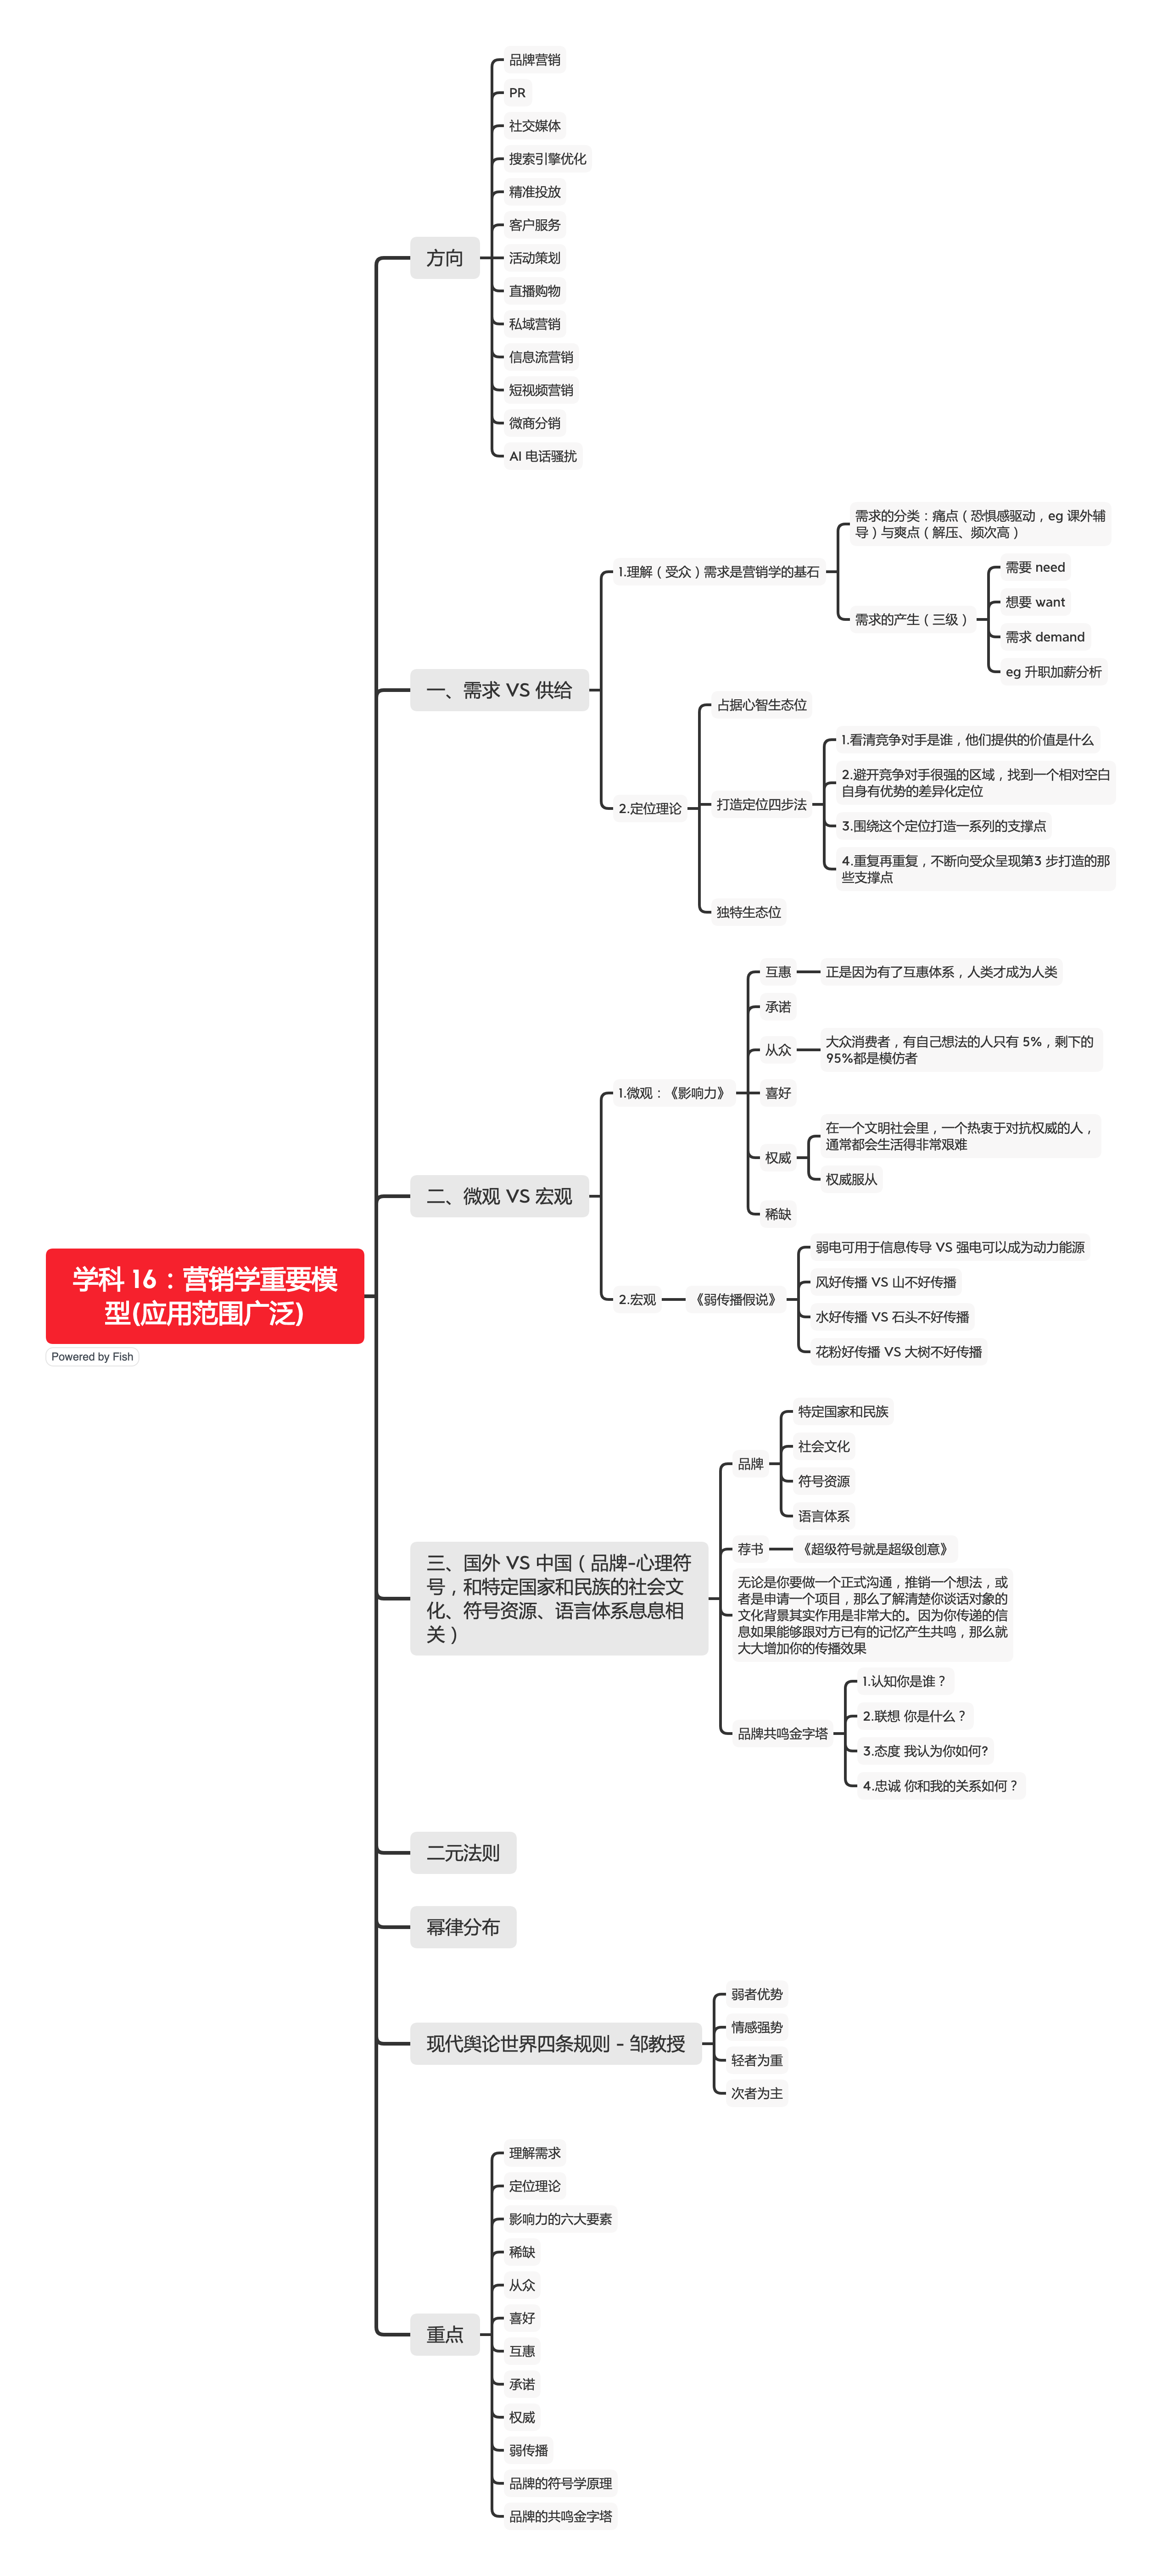 学科 16：营销学重要模
型(应用范围广泛)
Powered by Fish
方向
品牌营销
PR
社交媒体
搜索引擎优化
精准投放
客户服务
活动策划
直播购物
私域营销
信息流营销
短视频营销
微商分销
AI 电话骚扰
一、需求 VS 供给
1.理解（受众）需求是营销学的基石
需求的分类：痛点（恐惧感驱动，eg 课外辅
导）与爽点（解压、频次高）
需求的产生（三级）
需要 need
想要 want
需求 demand
eg 升职加薪分析
2.定位理论
占据心智生态位
打造定位四步法
1.看清竞争对手是谁，他们提供的价值是什么
2.避开竞争对手很强的区域，找到一个相对空白
自身有优势的差异化定位
3.围绕这个定位打造一系列的支撑点
4.重复再重复，不断向受众呈现第3 步打造的那
些支撑点
独特生态位
二、微观 VS 宏观
1.微观：《影响力》
互惠
正是因为有了互惠体系，人类才成为人类
承诺
从众
大众消费者，有自己想法的人只有 5%，剩下的
95%都是模仿者
喜好
权威
在一个文明社会里，一个热衷于对抗权威的人，
通常都会生活得非常艰难
权威服从
稀缺
2.宏观
《弱传播假说》
弱电可用于信息传导 VS 强电可以成为动力能源
风好传播 VS 山不好传播
水好传播 VS 石头不好传播
花粉好传播 VS 大树不好传播
三、国外 VS 中国（品牌-心理符
号，和特定国家和民族的社会文
化、符号资源、语言体系息息相
关）
品牌
特定国家和民族
社会文化
符号资源
语言体系
荐书
《超级符号就是超级创意》
无论是你要做一个正式沟通，推销一个想法，或
者是申请一个项目，那么了解清楚你谈话对象的
文化背景其实作用是非常大的。因为你传递的信
息如果能够跟对方已有的记忆产生共鸣，那么就
大大增加你的传播效果
品牌共鸣金字塔
1.认知你是谁？
2.联想 你是什么？
3.态度 我认为你如何?
4.忠诚 你和我的关系如何？
二元法则
幂律分布
现代舆论世界四条规则 - 邹教授
弱者优势
情感强势
轻者为重
次者为主
重点
理解需求
定位理论
影响力的六大要素
稀缺
从众
喜好
互惠
承诺
权威
弱传播
品牌的符号学原理
品牌的共鸣金字塔